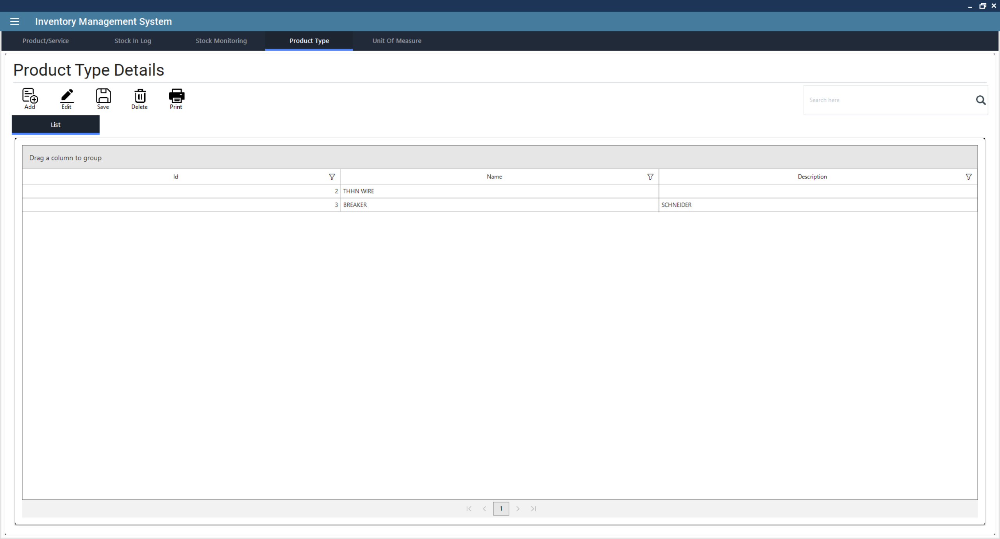 Inventory Management System
Product/Service Stock In Log Stock Monitoring Product Type Unit Of Measure
Product Type Details
Add Edit Save Delete Print
Search here
List
Drag a column to group
Id Name Description
2 THHN WIRE
3 BREAKER SCHNEIDER
1